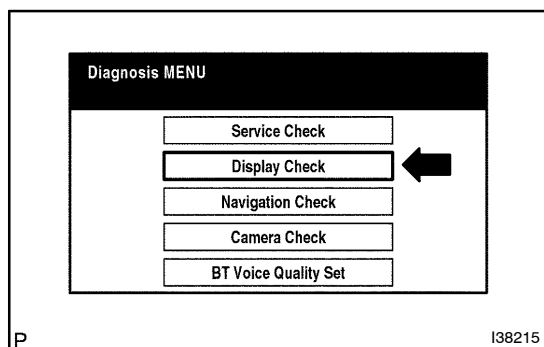 Diagnosis MENU
Service Check
Display Check
Navigation Check
Camera Check
BT Voice Quality Set
P
I38215